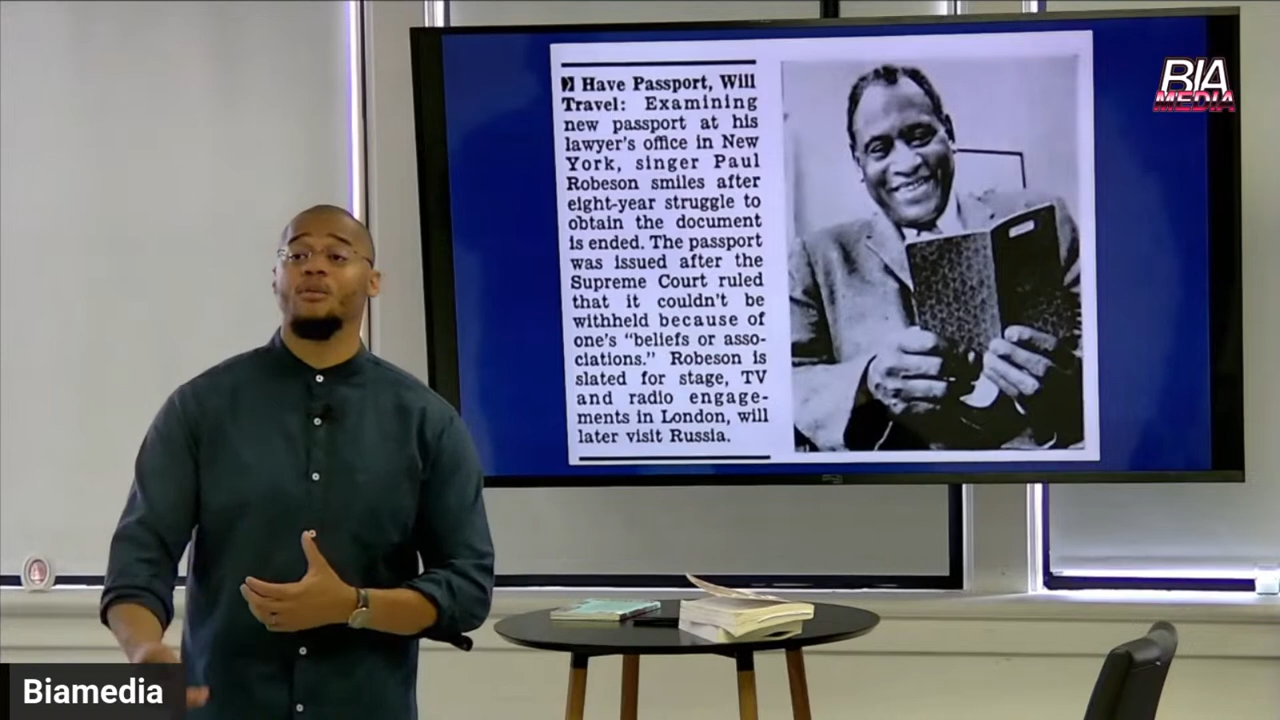 Have Passport, Will
Travel: Examining
new passport at his
lawyer's office in New
York, singer Paul
Robeson smiles after
eight-year struggle to
obtain the document
is ended. The passport
was issued after the
Supreme Court ruled
that it couldn't be
withheld because of
one's "beliefs or asso-
ciations." Robeson is
slated for stage, TV
and radio engage-
ments in London, will
later visit Russia.
BIA
MEDIA
Biamedia